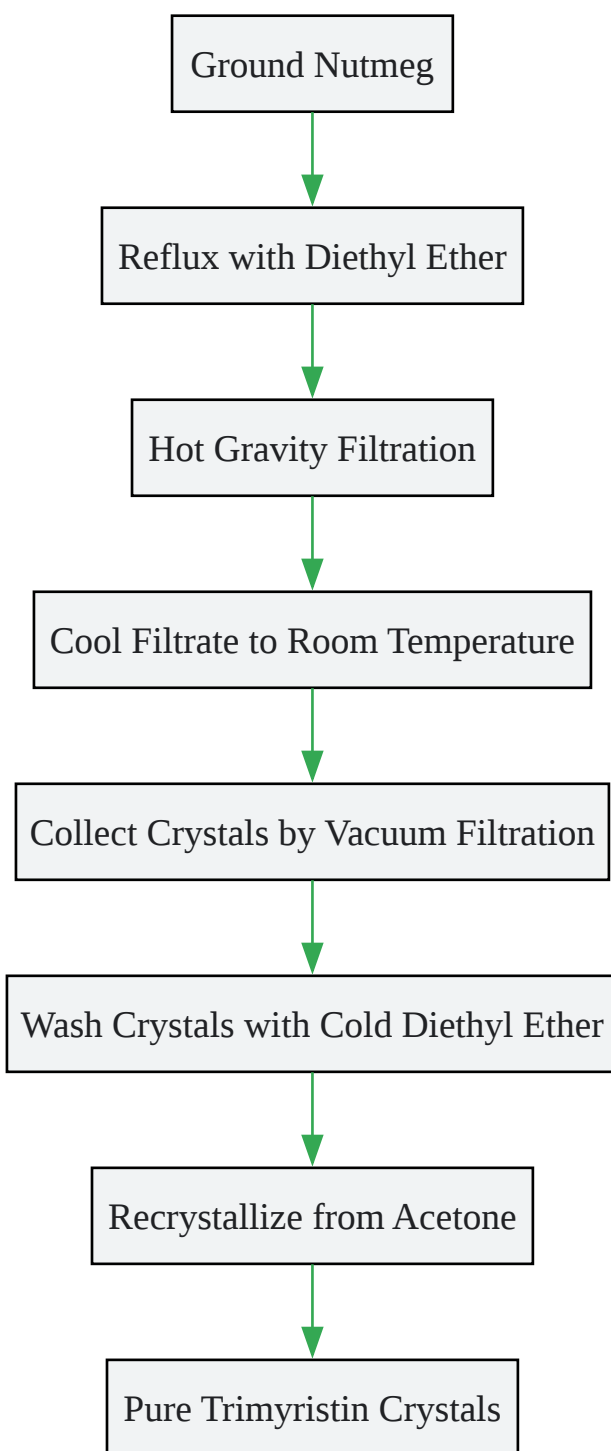 Ground Nutmeg
Reflux with Diethyl Ether
Hot Gravity Filtration
Cool Filtrate to Room Temperature
Collect Crystals by Vacuum Filtration
Wash Crystals with Cold Diethyl Ether
Recrystallize from Acetone
Pure Trimyristin Crystals